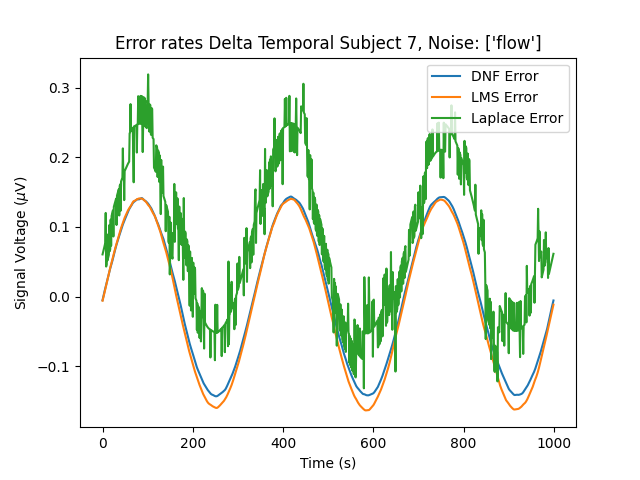 Error rates Delta Temporal Subject 7, Noise: ['flow']
DNF Error
LMS Error
Laplace Error
Signal Voltage (μV)
0.3
0.2
0.1
0.0
−0.1
0 200 400 600 800 1000
Time (s)